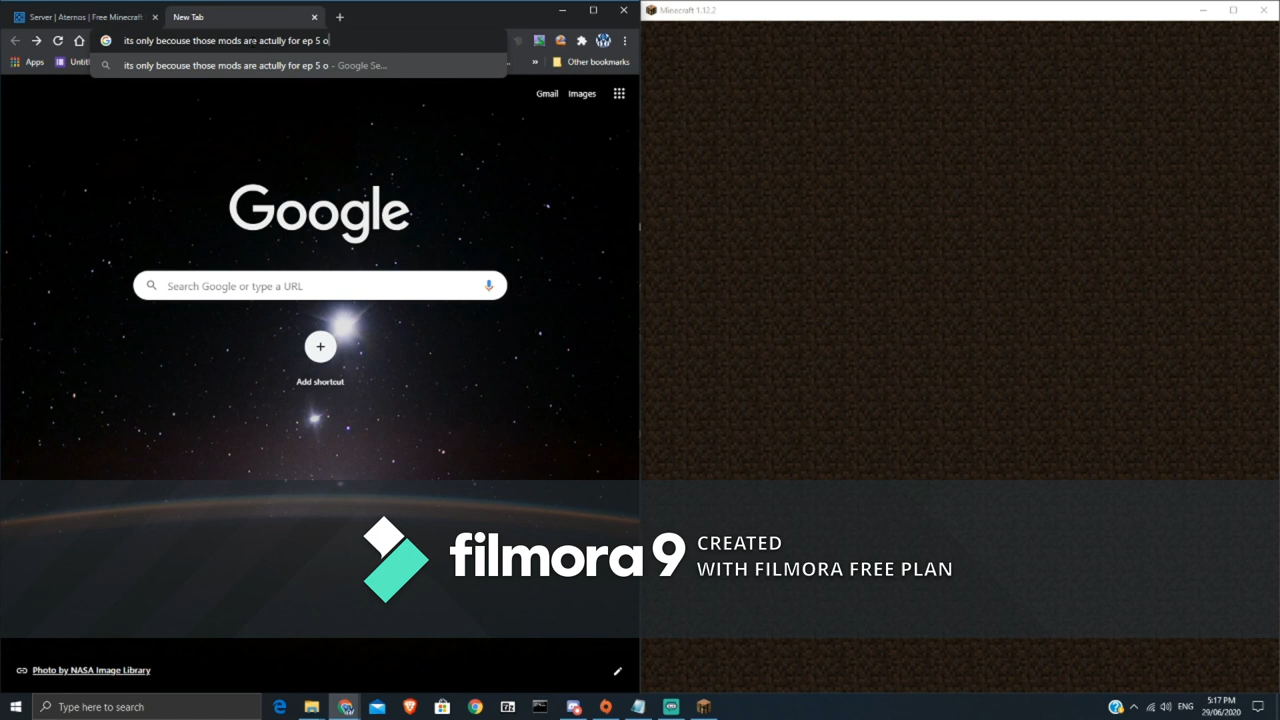 Server | Aternos | Free Minecraft
New Tab
Minecraft 1.12.2
its only becouse those mods are actully for ep 5 o
its only becouse those mods are actully for ep 5 o - Google Se...
Apps
Other bookmarks
Gmail Images
Google
Search Google or type a URL
Add shortcut
filmora9
CREATED
WITH FILMORA FREE PLAN
Photo by NASA Image Library
Type here to search
ENG
5:17 PM
29/06/2020